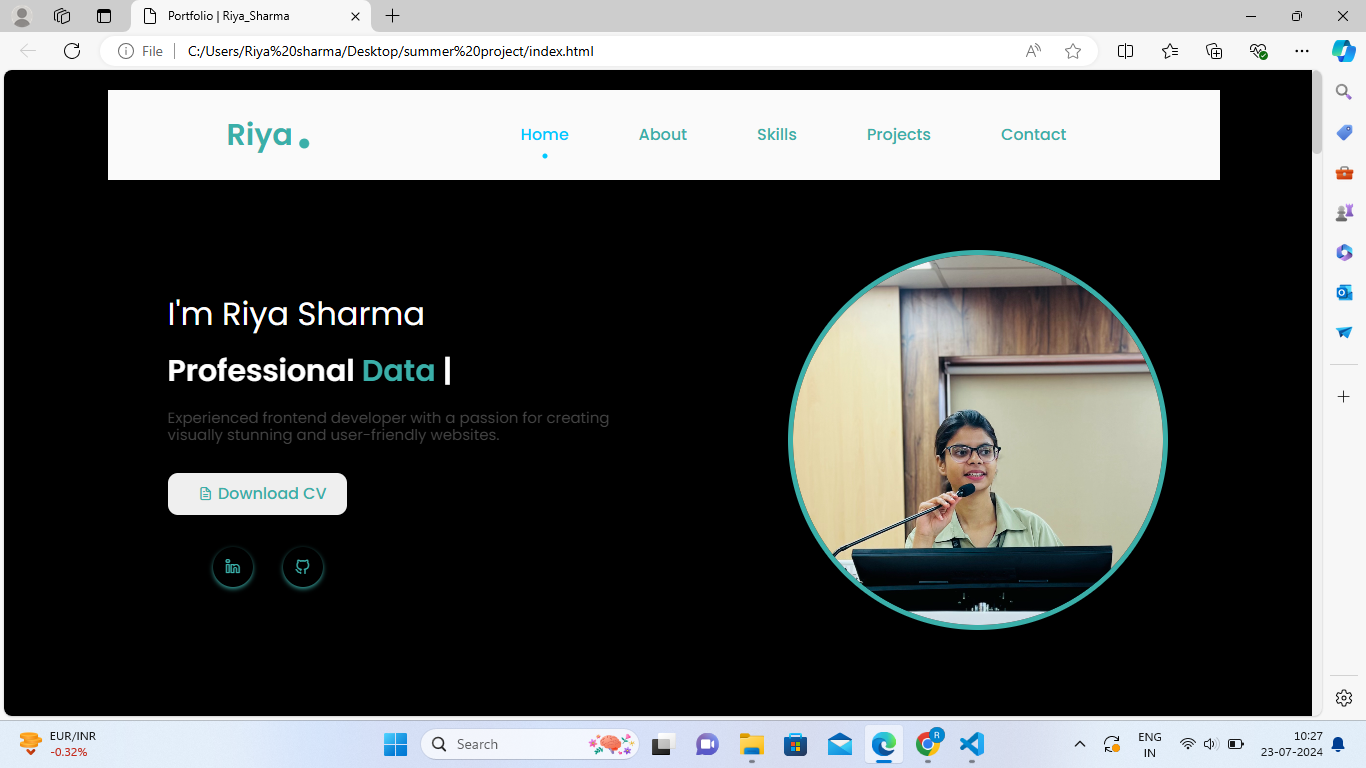 Portfolio | Riya_Sharma
File
C:/Users/Riya%20sharma/Desktop/summer%20project/index.html
Riya.
Home
About
Skills
Projects
Contact
I'm Riya Sharma
Professional Data |
Experienced frontend developer with a passion for creating
visually stunning and user-friendly websites.
Download CV
in
EUR/INR
-0.32%
Search
R
ENG
IN
10:27
23-07-2024